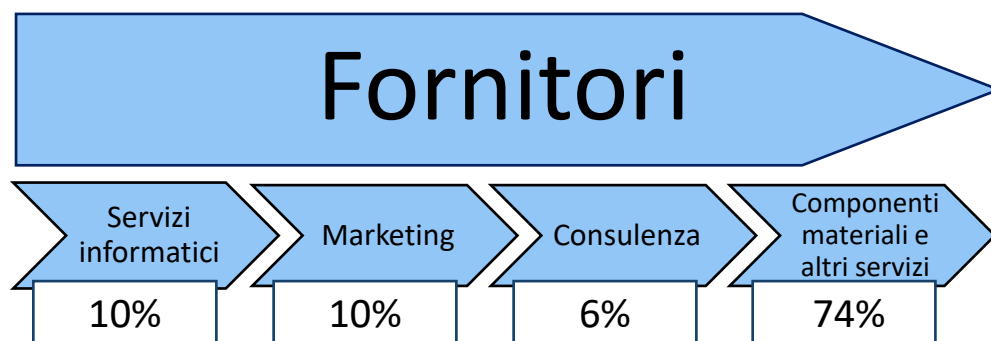 Fornitori
Servizi
informatici
Marketing
Consulenza
Componenti
materiali e
altri servizi
10%
10%
6%
74%